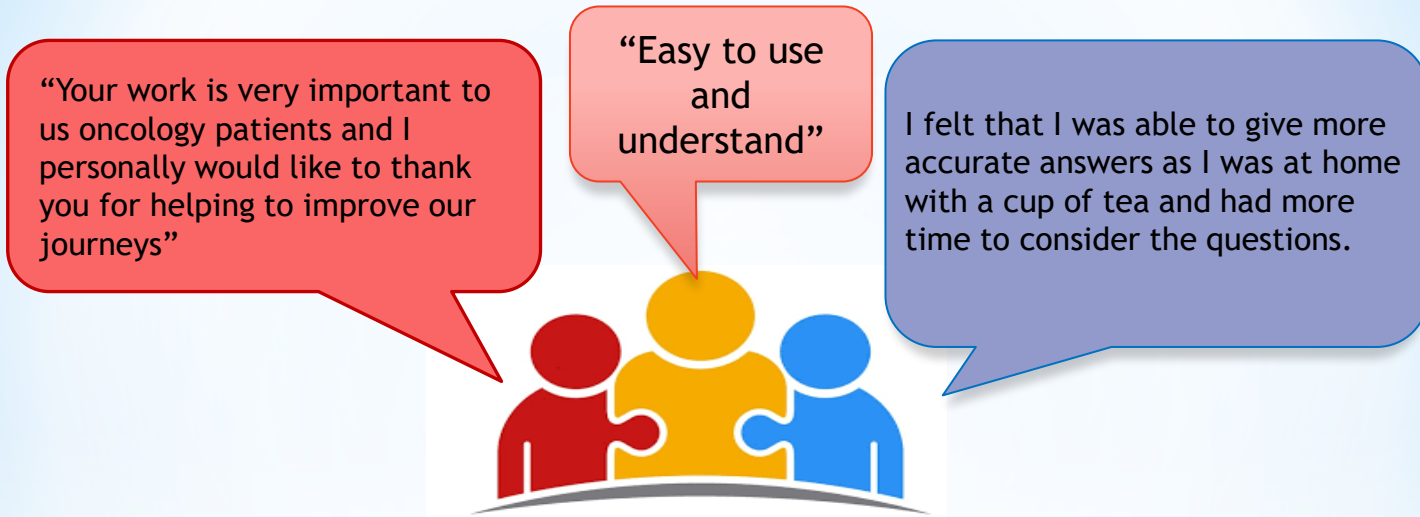 “Your work is very important to
us oncology patients and I
personally would like to thank
you for helping to improve our
journeys”
“Easy to use
and
understand”
I felt that I was able to give more
accurate answers as I was at home
with a cup of tea and had more
time to consider the questions.